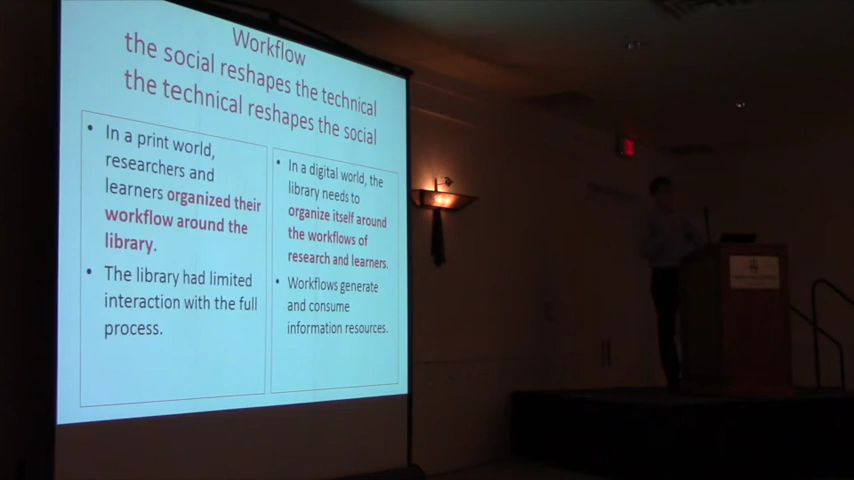 Workflow
the social reshapes the technical
the technical reshapes the social
• In a print world,
researchers and
learners organized their
workflow around the
library.
• The library had limited
interaction with the full
process.
• In a digital world, the
library needs to
organize itself around
the workflows of
research and learners.
• Workflows generate
and consume
information resources.